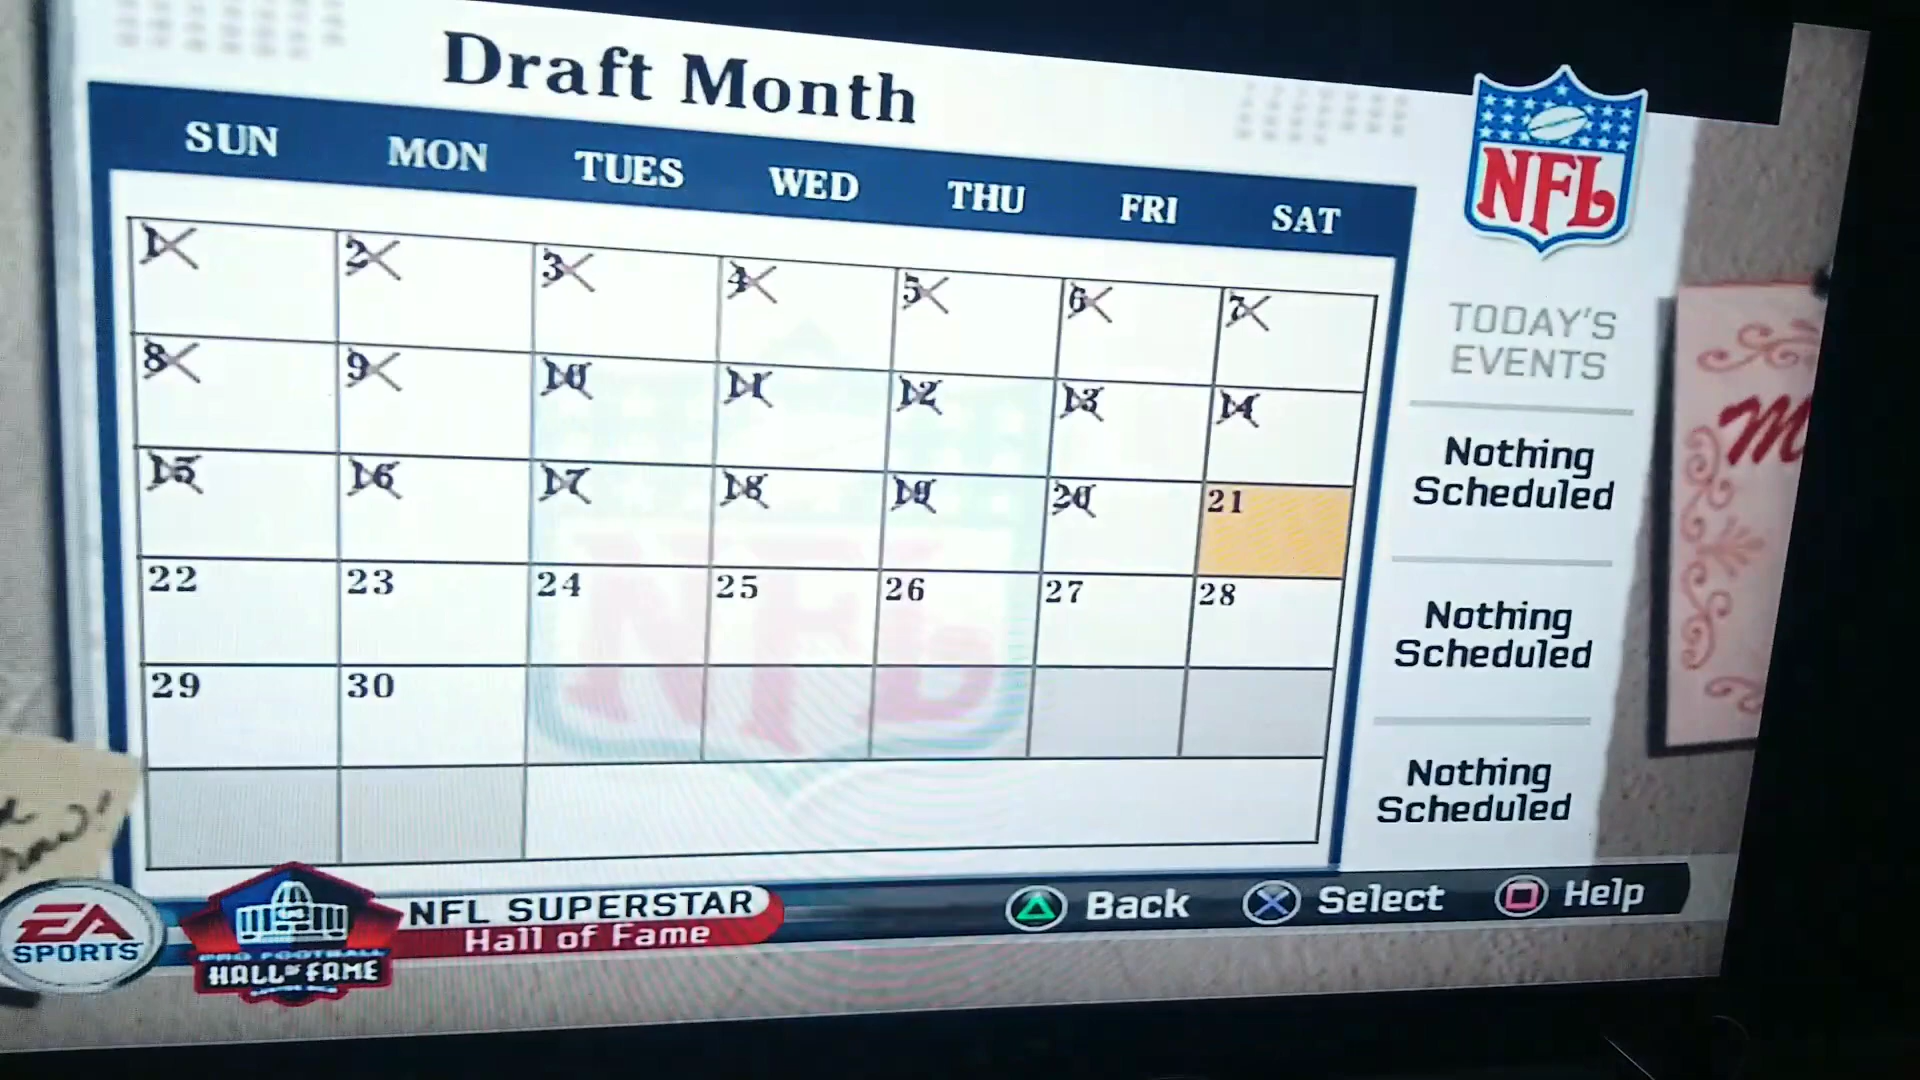 Draft Month
SUN MON TUES WED THU FRI SAT
1 2 3 4 5 6 7
8 9 10 11 12 13 14
15 16 17 18 19 20 21
22 23 24 25 26 27 28
29 30
NFL
NFL
TODAY'S
EVENTS
Nothing
Scheduled
Nothing
Scheduled
Nothing
Scheduled
EA
SPORTS
PRO FOOTBALL
HALL OF FAME
NFL SUPERSTAR
Hall of Fame
Back Select Help